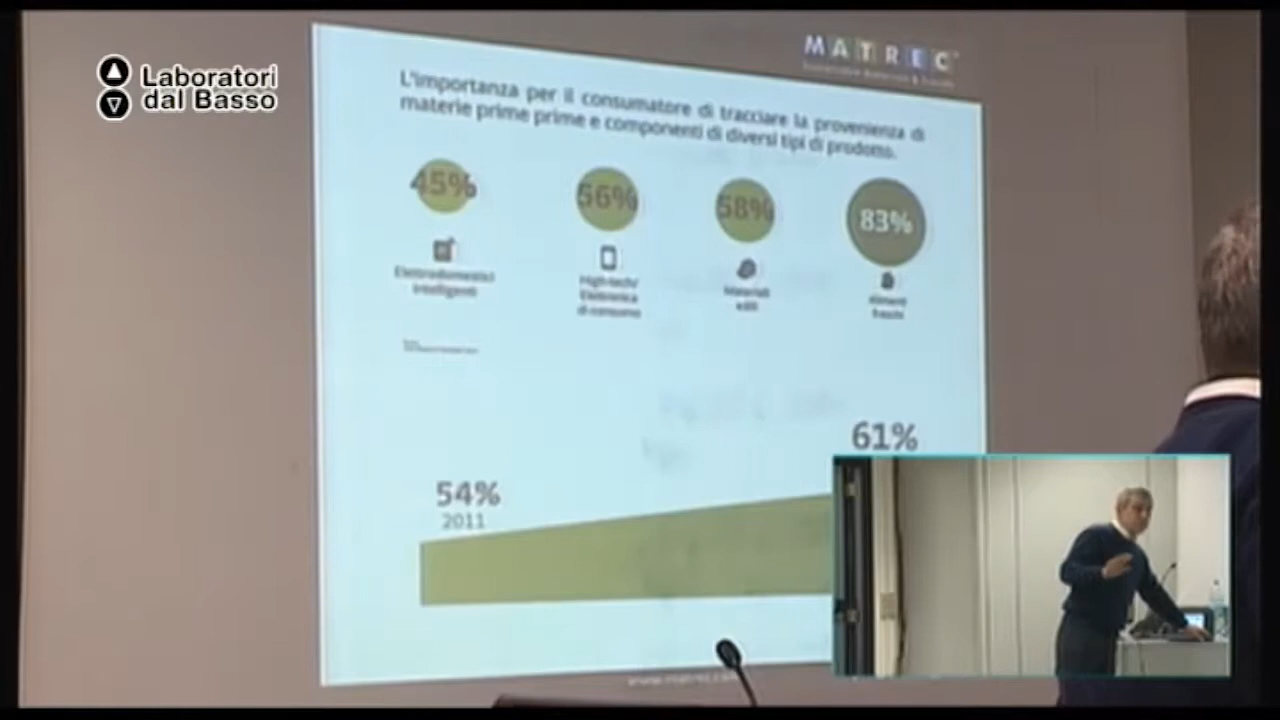 Laboratori
dal Basso
MATREC
L'importanza per il consumatore di tracciare la provenienza di
materie prime prime e componenti di diversi tipi di prodotto.
45%
56%
58%
83%
Elettrodomestici
intelligenti
High-tech/
Elettronica
di consumo
Materiali
edili
Alimenti
freschi
54%
2011
61%